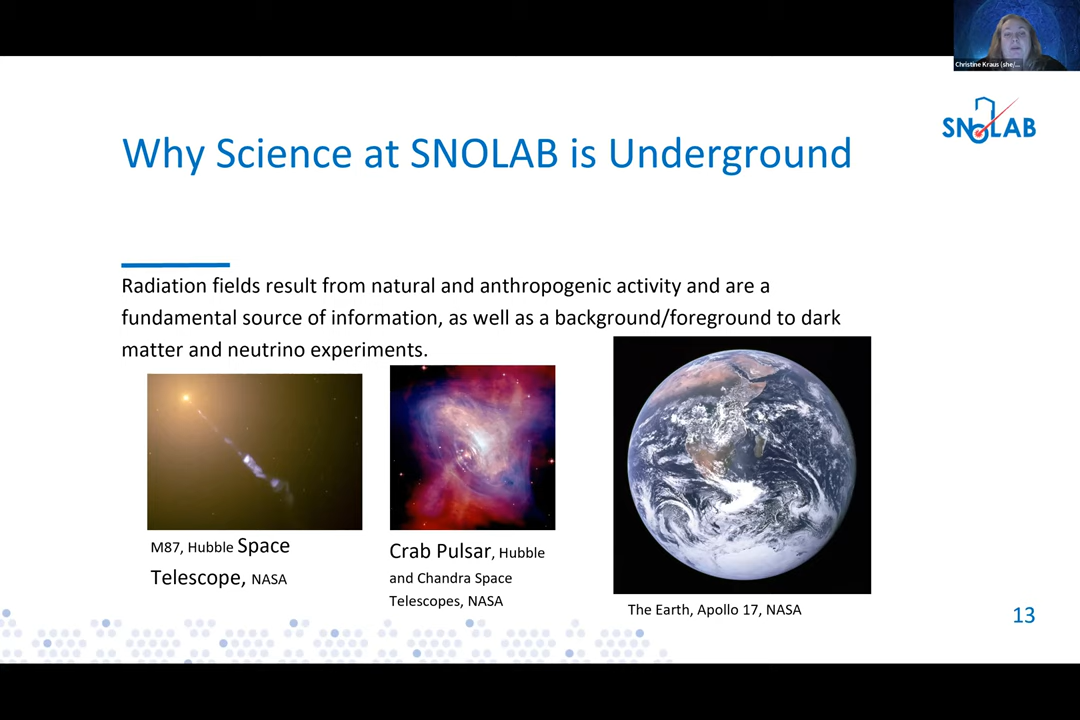 Christine Kraus (she/...
SNOLAB
Why Science at SNOLAB is Underground
Radiation fields result from natural and anthropogenic activity and are a
fundamental source of information, as well as a background/foreground to dark
matter and neutrino experiments.
M87, Hubble Space
Telescope, NASA
Crab Pulsar, Hubble
and Chandra Space
Telescopes, NASA
The Earth, Apollo 17, NASA
13